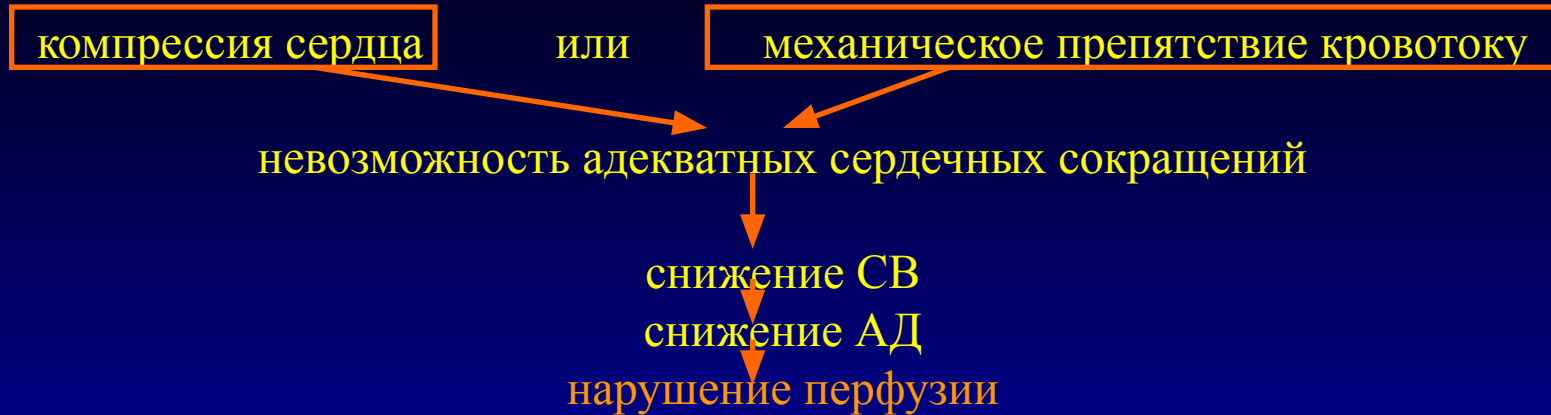 компрессия сердца или механическое препятствие кровотоку
невозможность адекватных сердечных сокращений
снижение СВ
снижение АД
нарушение перфузии